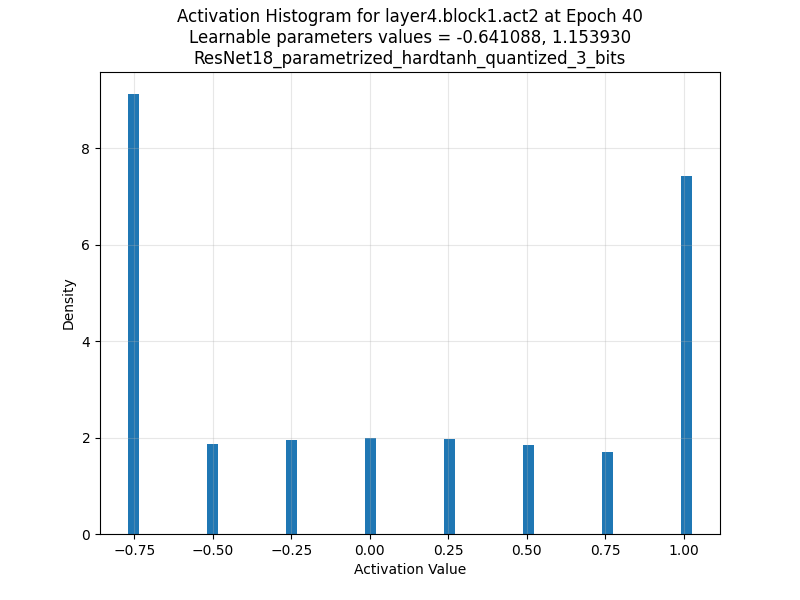 Activation Histogram for layer4.block1.act2 at Epoch 40
Learnable parameters values = -0.641088, 1.153930
ResNet18_parametrized_hardtanh_quantized_3_bits
Density
8
6
4
2
0
−0.75 −0.50 −0.25 0.00 0.25 0.50 0.75 1.00
Activation Value